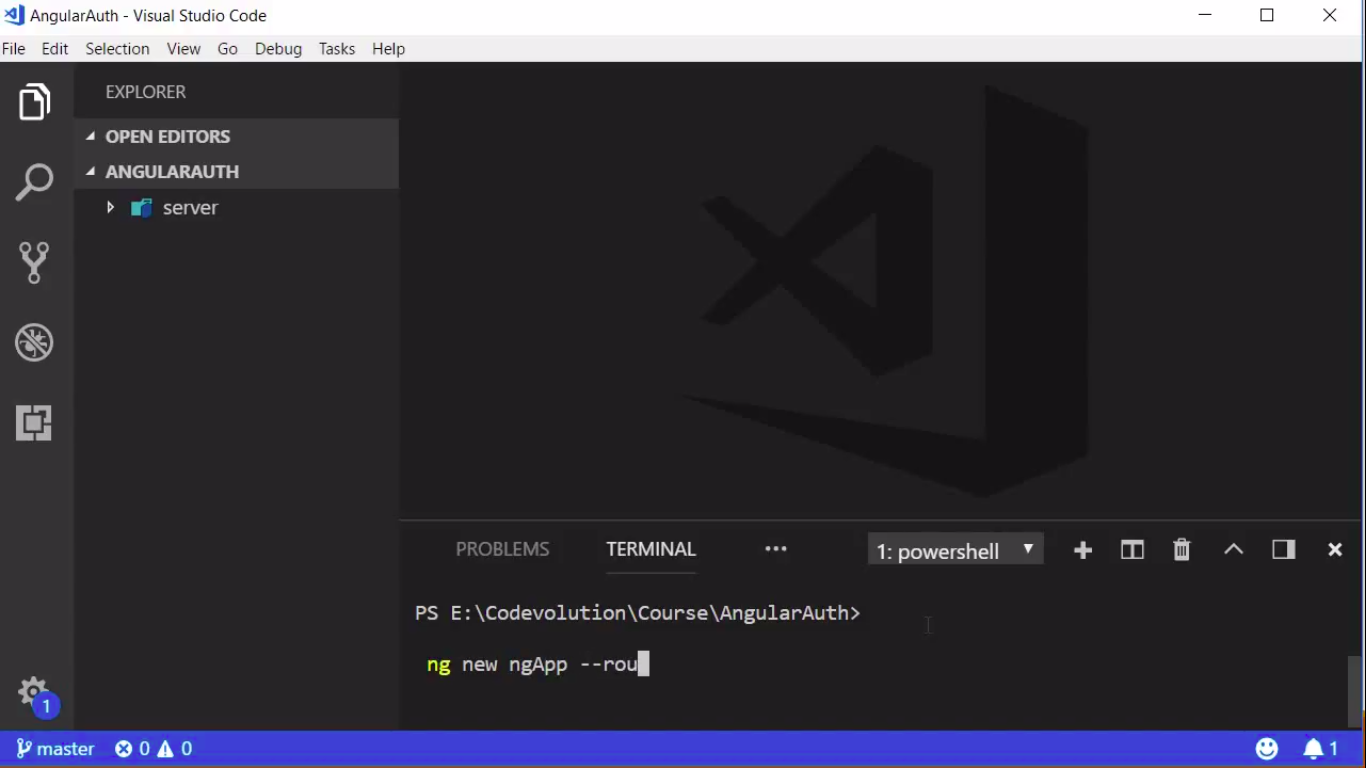 AngularAuth - Visual Studio Code
File Edit Selection View Go Debug Tasks Help
EXPLORER
OPEN EDITORS
ANGULARAUTH
server
PROBLEMS TERMINAL ••• 1: powershell
PS E:\Codevolution\Course\AngularAuth>
ng new ngApp --rou
1
master 0 0 1